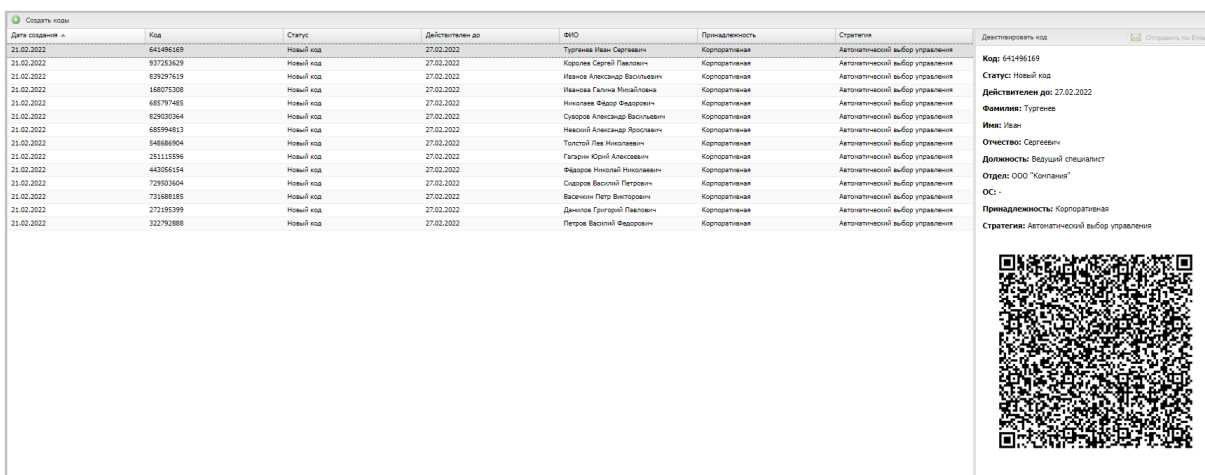 Создать коды
Дата создания Код Статус Действителен до ФИО Принадлежность Стратегия
21.02.2022 641496169 Новый код 27.02.2022 Тургенев Иван Сергеевич Корпоративная Автоматический выбор управления
21.02.2022 937253629 Новый код 27.02.2022 Королев Сергей Павлович Корпоративная Автоматический выбор управления
21.02.2022 839297619 Новый код 27.02.2022 Иванов Александр Васильевич Корпоративная Автоматический выбор управления
21.02.2022 168075308 Новый код 27.02.2022 Иванова Галина Михайловна Корпоративная Автоматический выбор управления
21.02.2022 685797485 Новый код 27.02.2022 Николаев Фёдор Федорович Корпоративная Автоматический выбор управления
21.02.2022 829030364 Новый код 27.02.2022 Суворов Александр Васильевич Корпоративная Автоматический выбор управления
21.02.2022 685994813 Новый код 27.02.2022 Невский Александр Ярославич Корпоративная Автоматический выбор управления
21.02.2022 548686904 Новый код 27.02.2022 Толстой Лев Николаевич Корпоративная Автоматический выбор управления
21.02.2022 251115596 Новый код 27.02.2022 Гагарин Юрий Алексеевич Корпоративная Автоматический выбор управления
21.02.2022 443056154 Новый код 27.02.2022 Фёдоров Николай Николаевич Корпоративная Автоматический выбор управления
21.02.2022 729503604 Новый код 27.02.2022 Сидоров Василий Петрович Корпоративная Автоматический выбор управления
21.02.2022 731688185 Новый код 27.02.2022 Васечкин Петр Викторович Корпоративная Автоматический выбор управления
21.02.2022 272195399 Новый код 27.02.2022 Данилов Григорий Павлович Корпоративная Автоматический выбор управления
21.02.2022 322792888 Новый код 27.02.2022 Петров Василий Федорович Корпоративная Автоматический выбор управления
Деактивировать код Отправить по Ema
Код: 641496169
Статус: Новый код
Действителен до: 27.02.2022
Фамилия: Тургенев
Имя: Иван
Отчество: Сергеевич
Должность: Ведущий специалист
Отдел: ООО "Компания"
ОС: -
Принадлежность: Корпоративная
Стратегия: Автоматический выбор управления